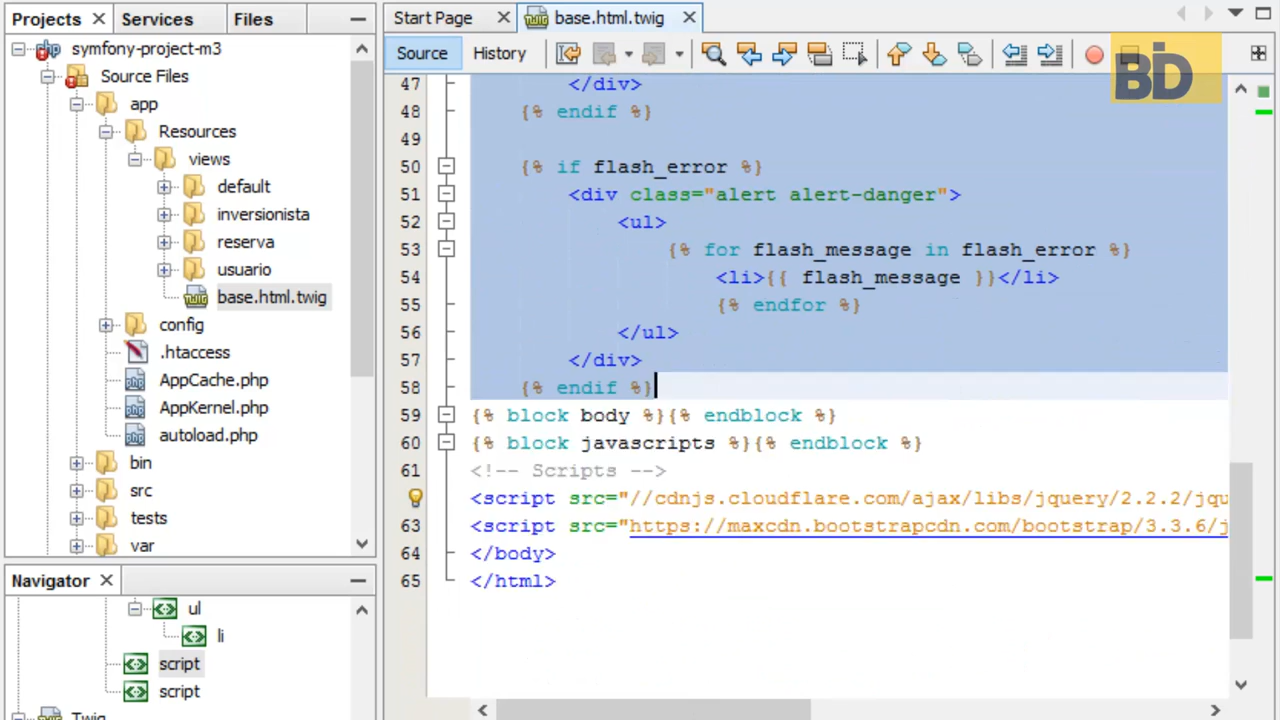 Projects
Services
Files
symfony-project-m3
Source Files
app
Resources
views
default
inversionista
reserva
usuario
base.html.twig
config
.htaccess
AppCache.php
AppKernel.php
autoload.php
bin
src
tests
var
Navigator
ul
li
script
script
Twig
Start Page
base.html.twig
Source
History
BD
47 </div>
48 {% endif %}
49
50 {% if flash_error %}
51 <div class="alert alert-danger">
52 <ul>
53 {% for flash_message in flash_error %}
54 <li>{{ flash_message }}</li>
55 {% endfor %}
56 </ul>
57 </div>
58 {% endif %}
59 {% block body %}{% endblock %}
60 {% block javascripts %}{% endblock %}
61 <!-- Scripts -->
<script src="//cdnjs.cloudflare.com/ajax/libs/jquery/2.2.2/jqu
63 <script src="https://maxcdn.bootstrapcdn.com/bootstrap/3.3.6/j
64 </body>
65 </html>